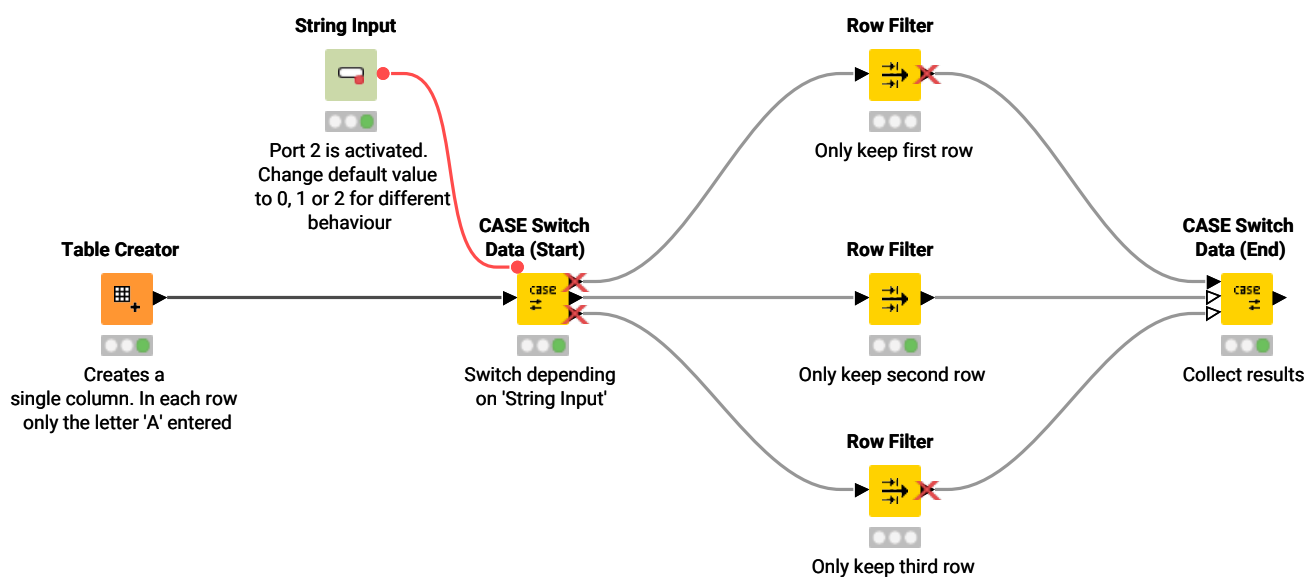 String Input
Port 2 is activated.
Change default value
to 0, 1 or 2 for different
behaviour
Table Creator
Creates a
single column. In each row
only the letter 'A' entered
CASE Switch
Data (Start)
case
Switch depending
on 'String Input'
Row Filter
Only keep first row
Row Filter
Only keep second row
Row Filter
Only keep third row
CASE Switch
Data (End)
case
Collect results